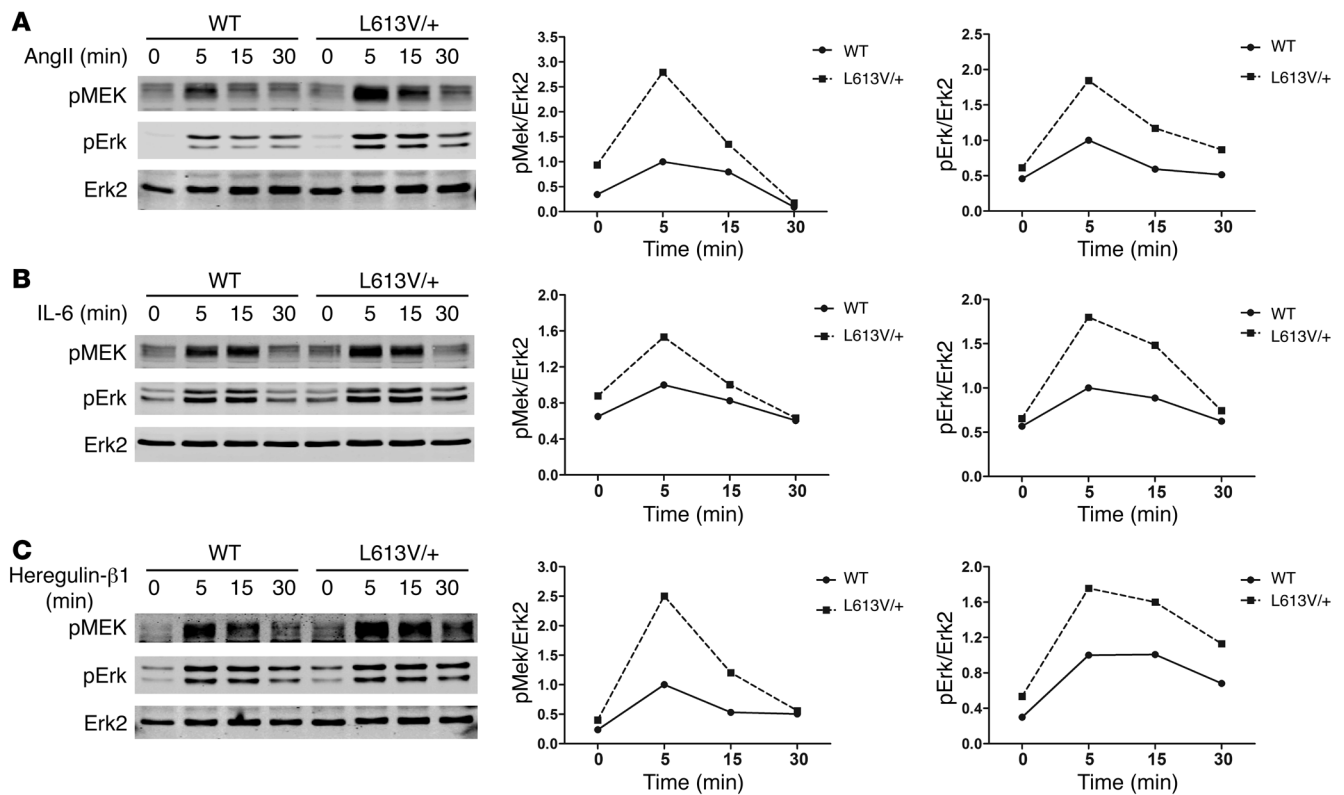 A
WT L613V/+
AngII (min) 0 5 15 30 0 5 15 30
pMEK
pErk
Erk2
3.5
3.0
2.5
2.0
1.5
1.0
0.5
0.0
pMek/Erk2
0 5 15 30
Time (min)
WT
L613V/+
2.5
2.0
1.5
1.0
0.5
0.0
pErk/Erk2
0 5 15 30
Time (min)
WT
L613V/+
B
WT L613V/+
IL-6 (min) 0 5 15 30 0 5 15 30
pMEK
pErk
Erk2
2.0
1.6
1.2
0.8
0.4
0.0
pMek/Erk2
0 5 15 30
Time (min)
WT
L613V/+
2.0
1.5
1.0
0.5
0.0
pErk/Erk2
0 5 15 30
Time (min)
WT
L613V/+
C
WT L613V/+
Heregulin-β1 0 5 15 30 0 5 15 30
(min)
pMEK
pErk
Erk2
3.0
2.5
2.0
1.5
1.0
0.5
0.0
pMek/Erk2
0 5 15 30
Time (min)
WT
L613V/+
2.0
1.6
1.2
0.8
0.4
0.0
pErk/Erk2
0 5 15 30
Time (min)
WT
L613V/+